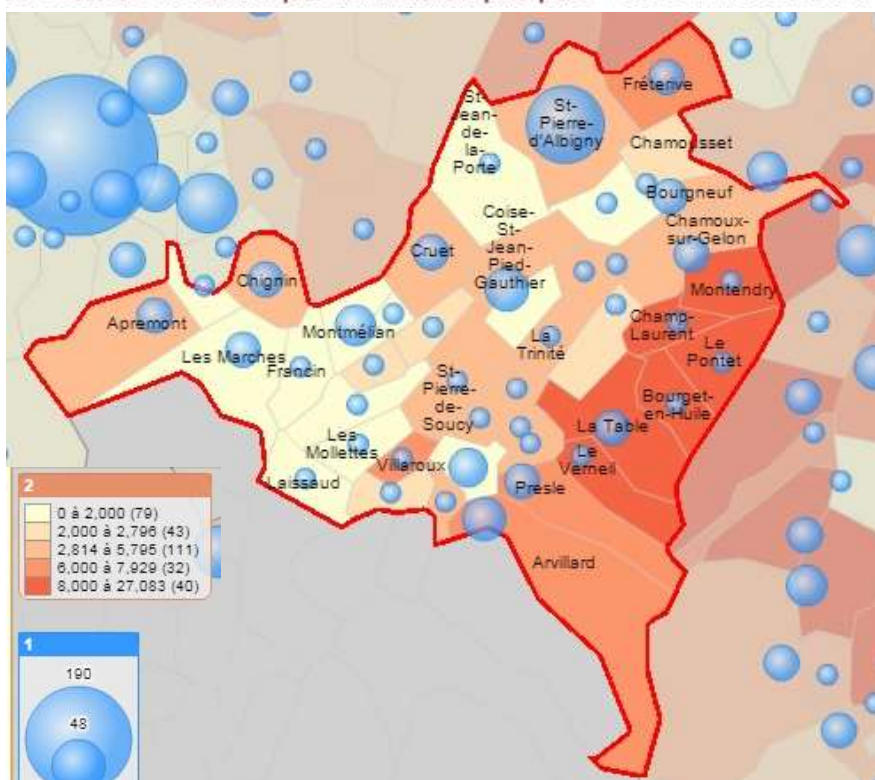 Fréterive
St-
Jean-
de-
la-
Porte
St-
Pierre-
d'Albigny
Chamousset
Bourgneuf
Coise-
St-
Jean-
Pied-
Gauthier
Chamoux-
sur-Gelon
Cruet
Chignin
Montendry
Apremont
Montmélian
Champ-
Laurent
La
Trinité
Le
Pontet
Les Marches
Francin
St-
Pierre-
de-
Soucy
Bourget-
en-Huile
La Table
Les
Mollettes
Villaroux
Le
Verneil
Laissaud
Presle
Arvillard
2
0 à 2,000 (79)
2,000 à 2,796 (43)
2,814 à 5,795 (111)
6,000 à 7,929 (32)
8,000 à 27,083 (40)
1
190
48